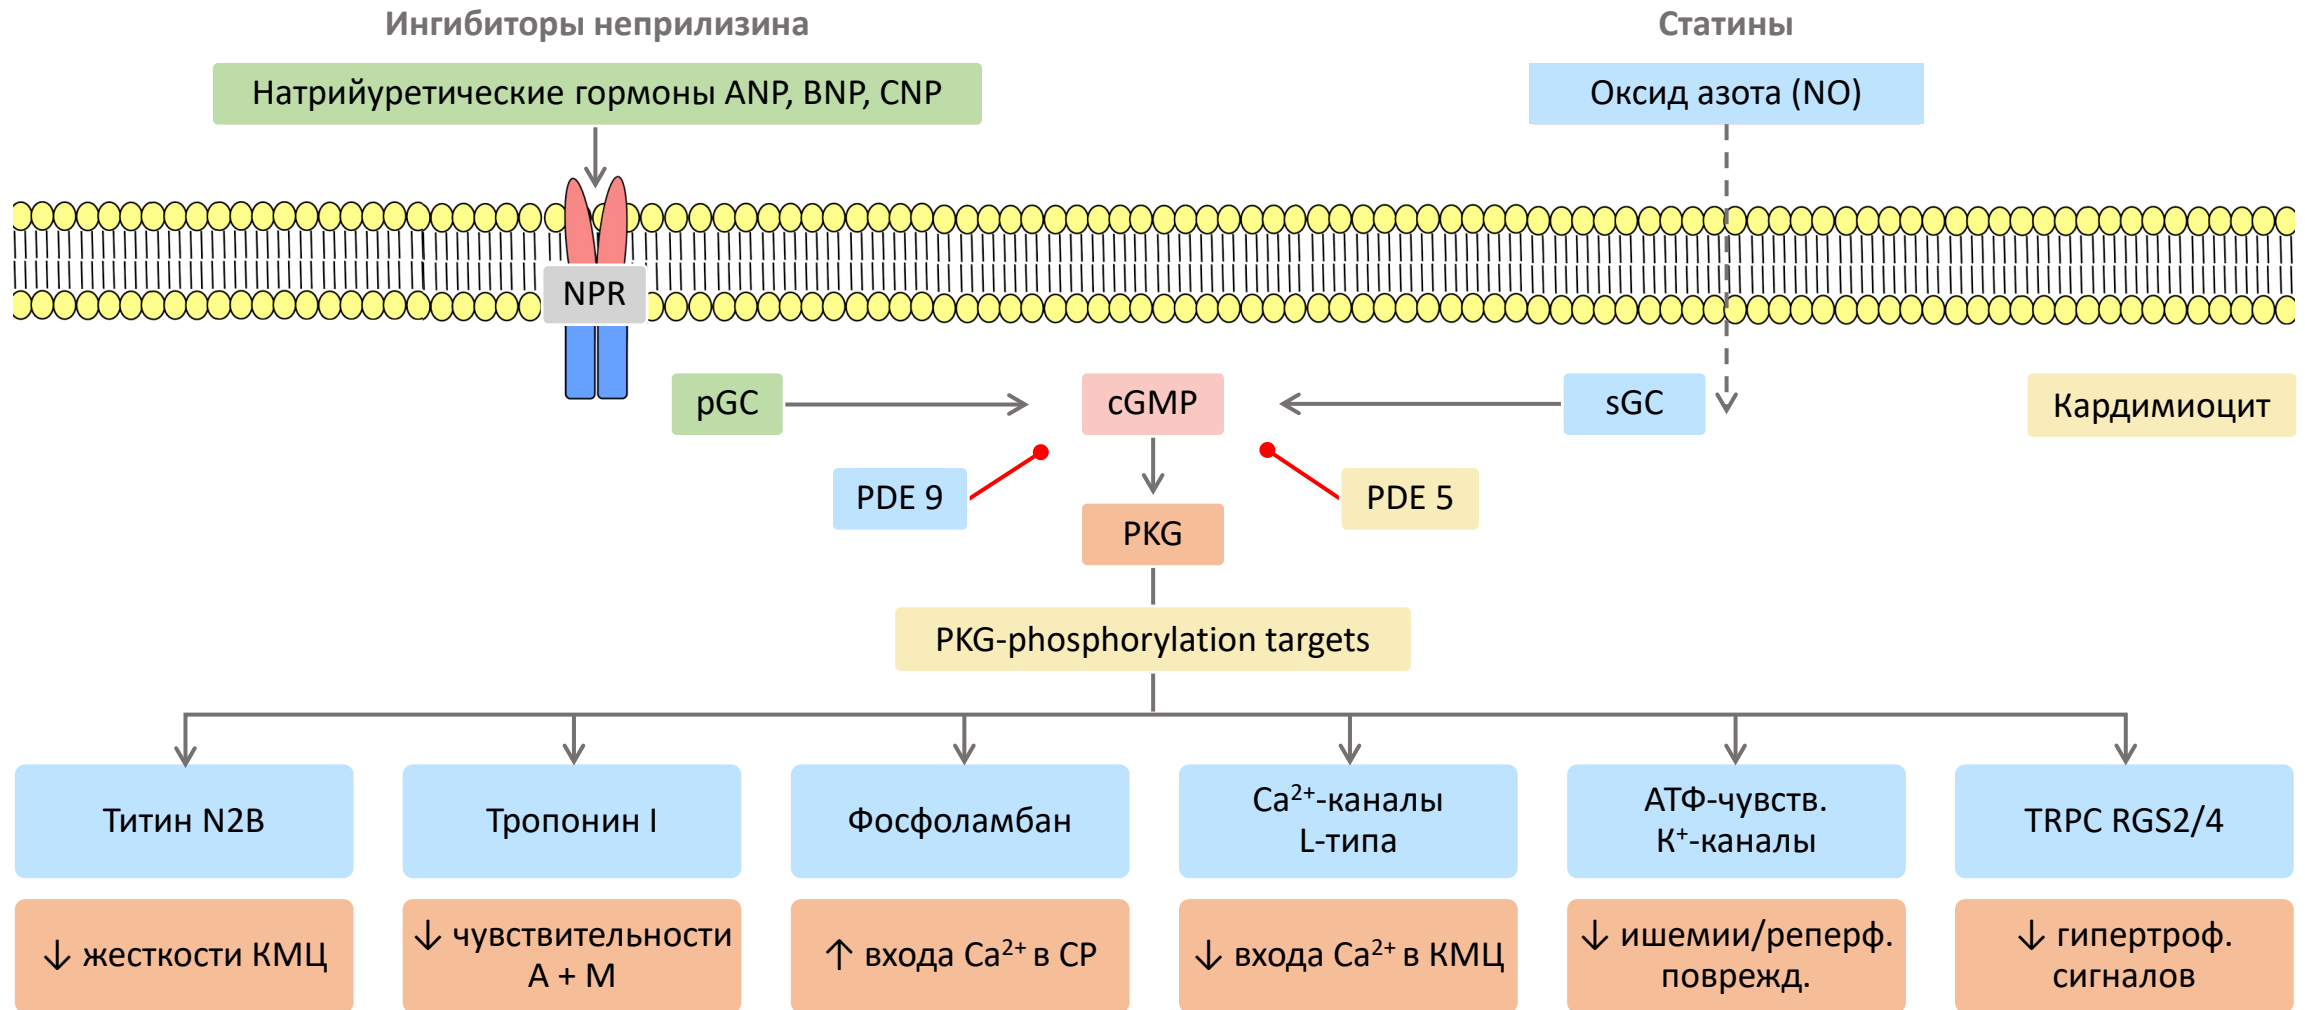 Ингибиторы неприлизина
Статины
Натрийуретические гормоны ANP, BNP, CNP
Оксид азота (NO)
NPR
pGC
cGMP
sGC
Кардимиоцит
PDE 9
PDE 5
PKG
PKG-phosphorylation targets
Титин N2B
Тропонин I
Фосфоламбан
Ca²⁺-каналы
L-типа
АТФ-чувств.
К⁺-каналы
TRPC RGS2/4
↓ жесткости КМЦ
↓ чувствительности
А + М
↑ входа Ca²⁺ в СР
↓ входа Ca²⁺ в КМЦ
↓ ишемии/реперф.
поврежд.
↓ гипертроф.
сигналов